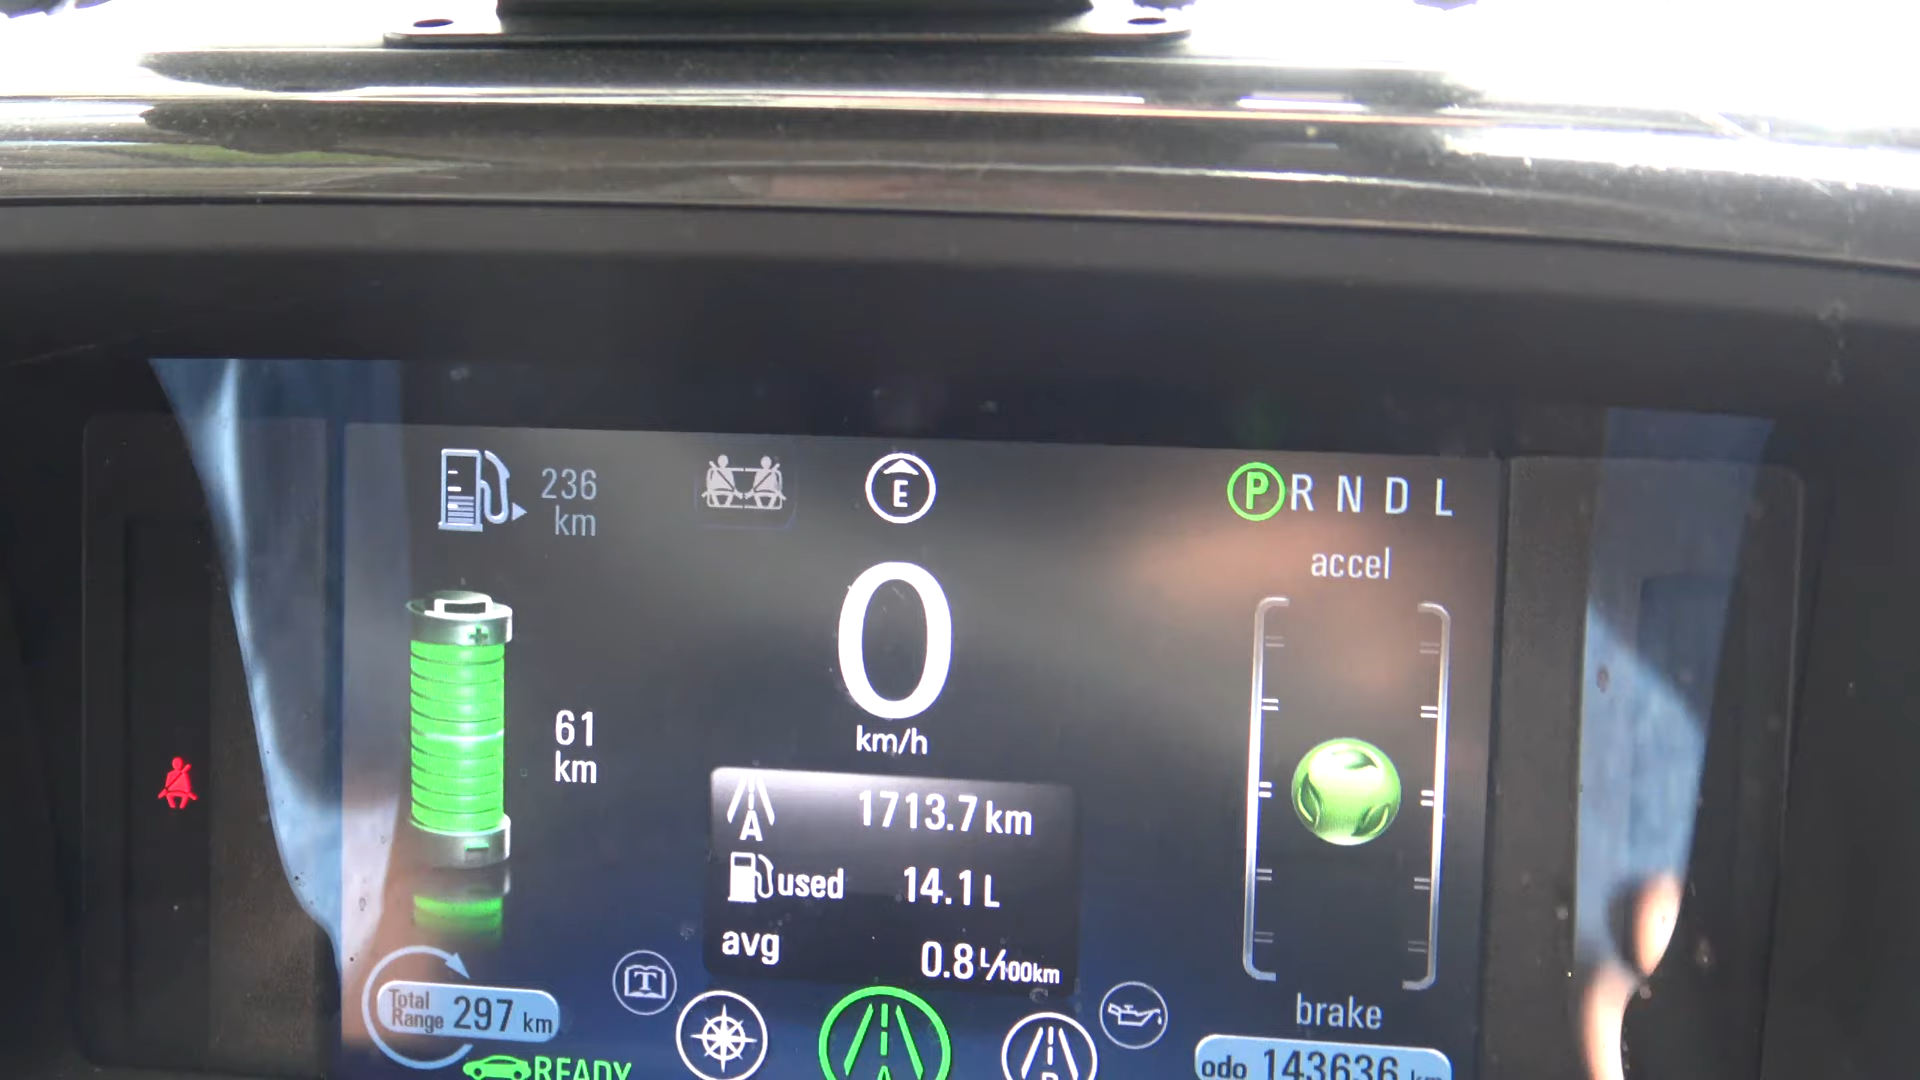 236
km
E
P R N D L
accel
0
km/h
61
km
A 1713.7 km
used 14.1 L
avg 0.8 L/100km
T
Total
Range 297 km
READY
brake
odo 143636 km